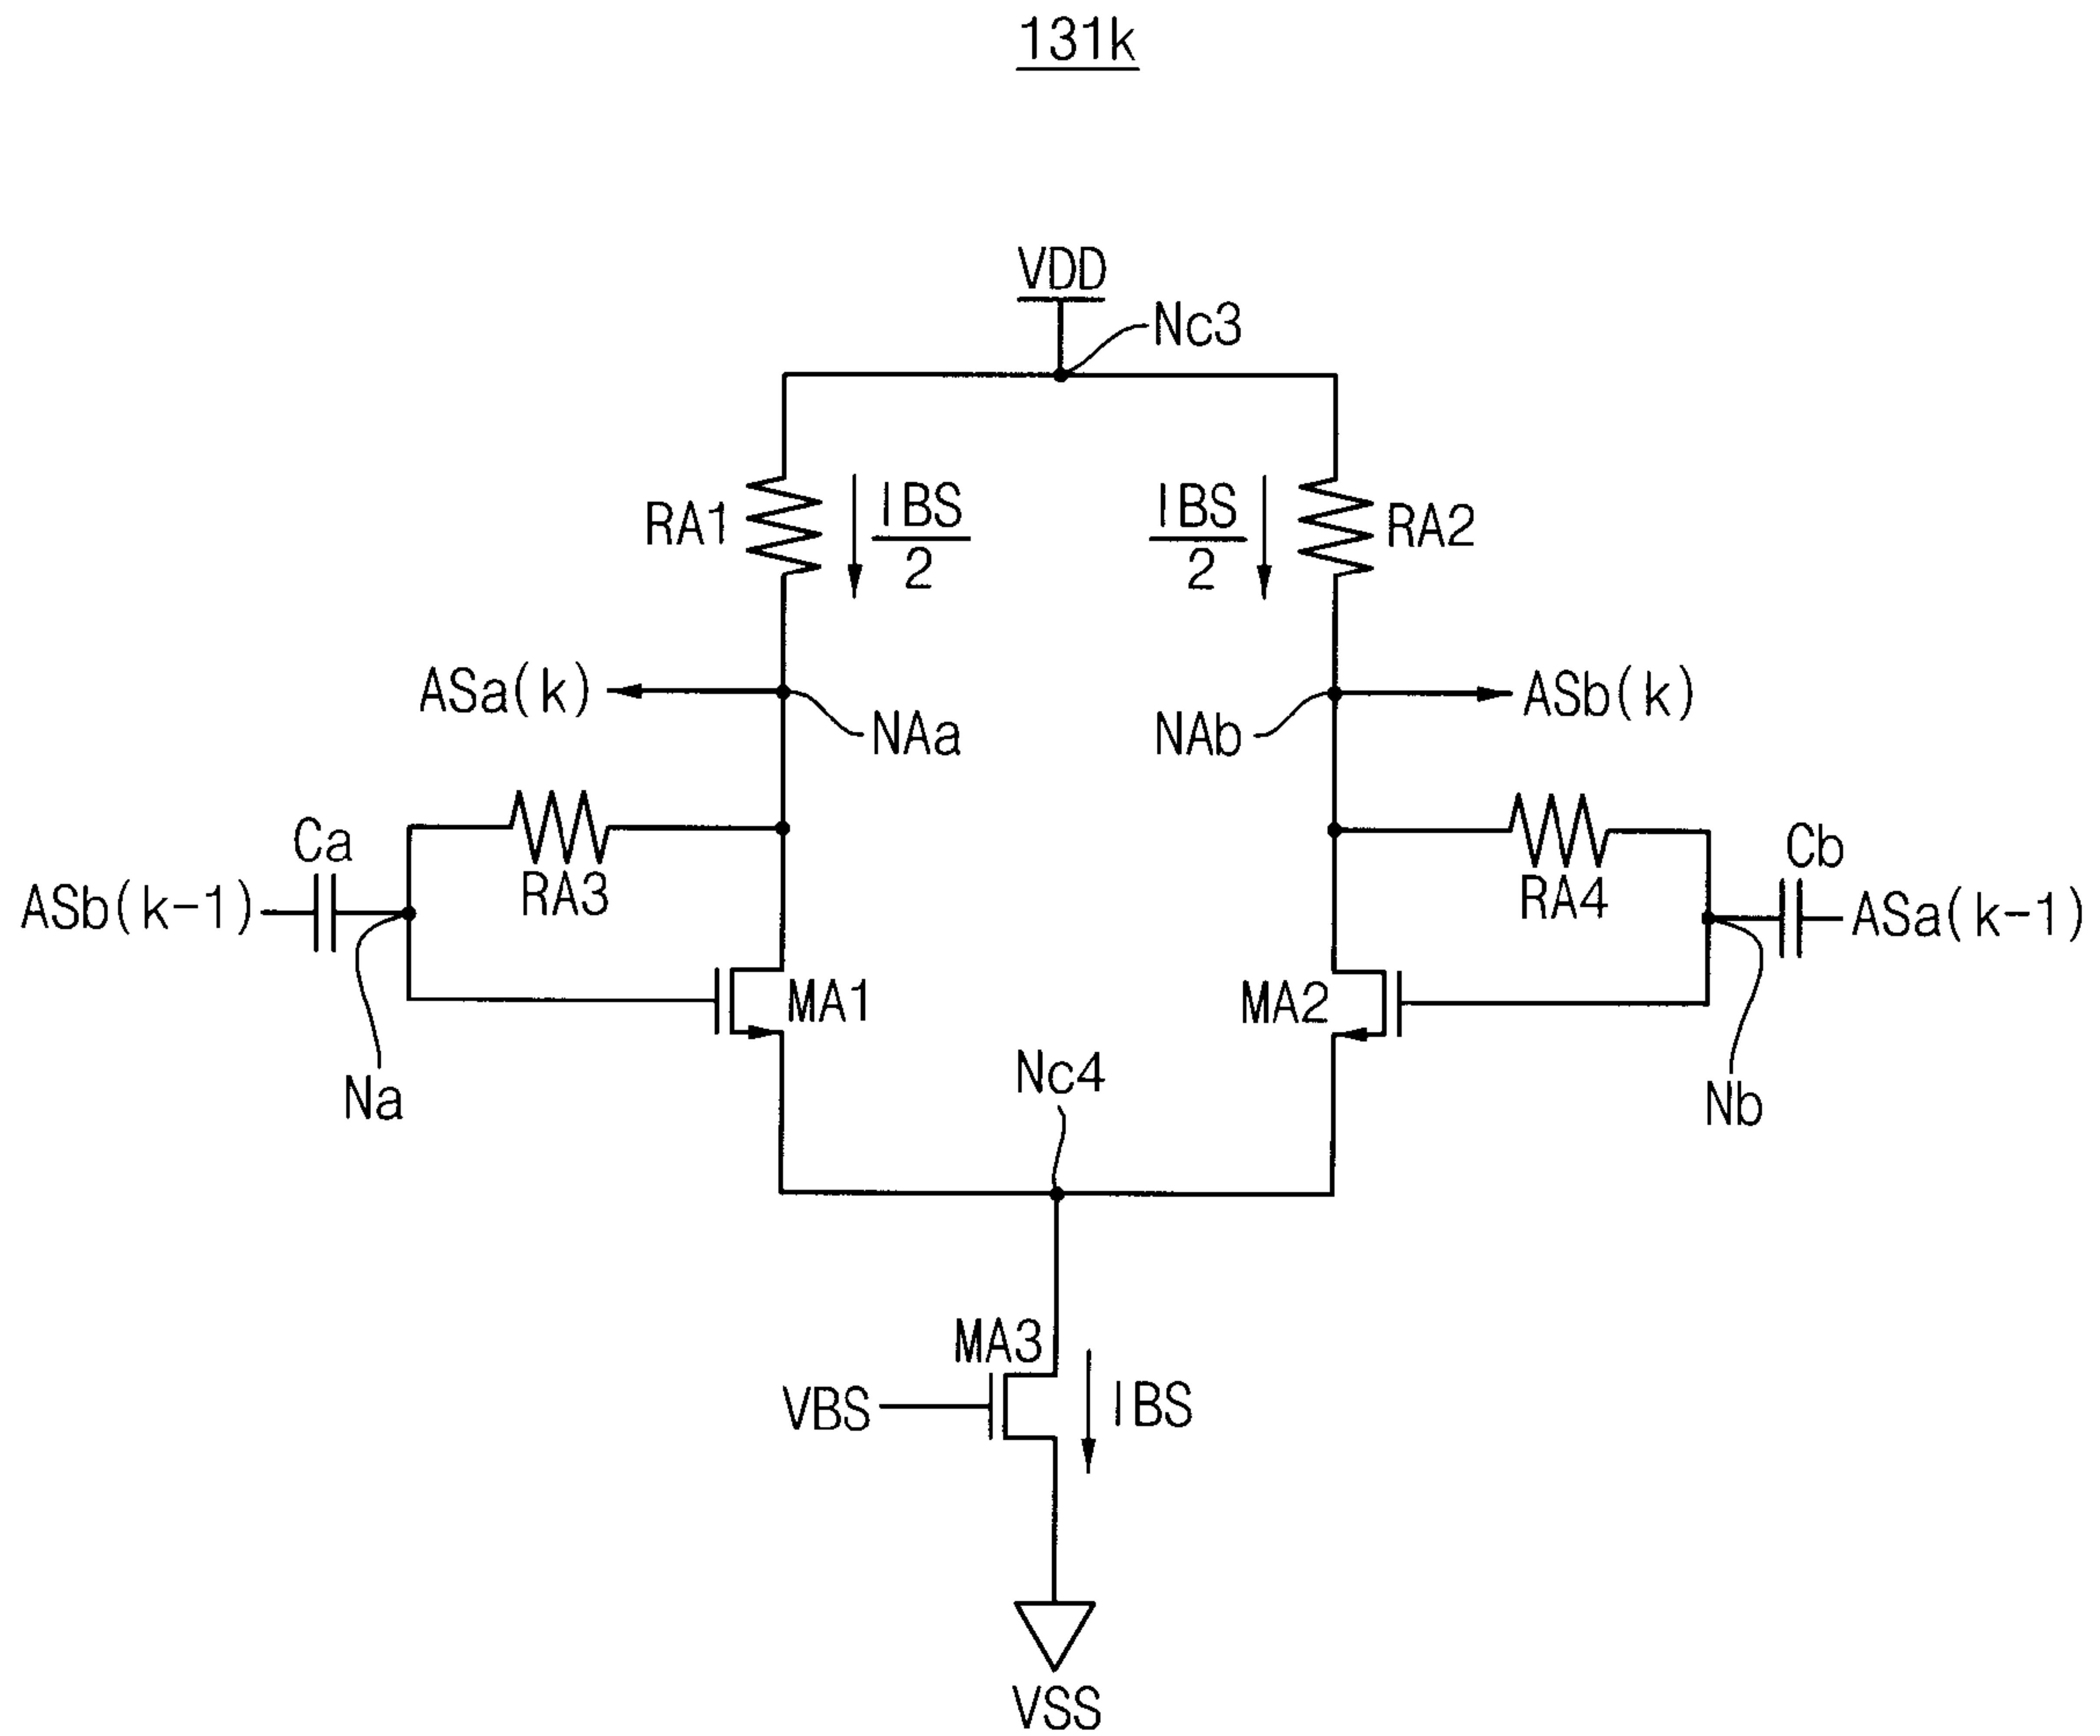 131k
VDD
Nc3
RA1
IBS
2
IBS
2
RA2
ASa(k)
NAa
NAb
ASb(k)
Ca
RA3
ASb(k-1)
Cb
RA4
ASa(k-1)
MA1
MA2
Na
Nc4
Nb
MA3
VBS
IBS
VSS